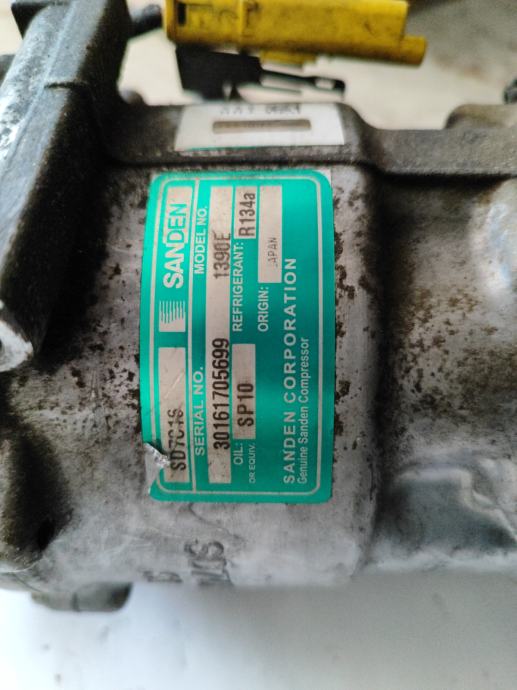 SANDEN
SERIAL NO.
MODEL NO.
30161705699
1390E
OIL:
SP10
REFRIGERANT:
R134a
OR EQUIV.
ORIGIN:
JAPAN
SANDEN CORPORATION
Genuine Sanden Compressor